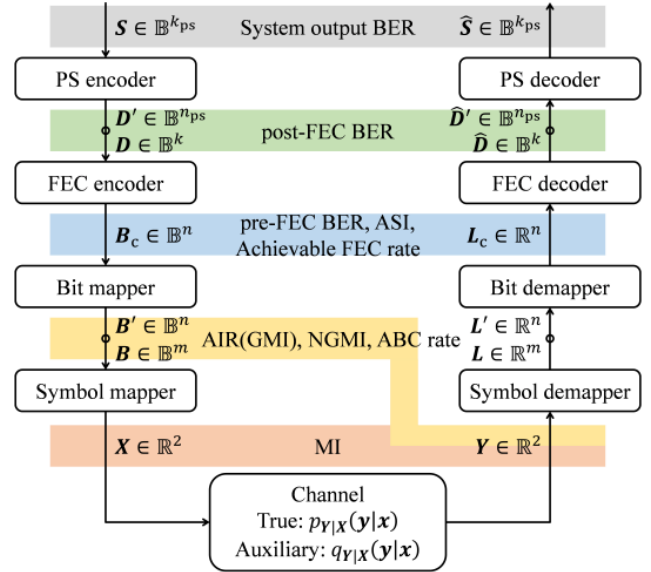 S ∈ 𝔹^{k_ps} System output BER Ŝ ∈ 𝔹^{k_ps}
PS encoder PS decoder
D′ ∈ 𝔹^{n_ps} D̂′ ∈ 𝔹^{n_ps}
post-FEC BER
D ∈ 𝔹^k D̂ ∈ 𝔹^k
FEC encoder FEC decoder
pre-FEC BER, ASI,
B_c ∈ 𝔹^n L_c ∈ ℝ^n
Achievable FEC rate
Bit mapper Bit demapper
B′ ∈ 𝔹^n L′ ∈ ℝ^n
AIR(GMI), NGMI, ABC rate
B ∈ 𝔹^m L ∈ ℝ^m
Symbol mapper Symbol demapper
X ∈ ℝ^2 MI Y ∈ ℝ^2
Channel
True: p_{Y|X}(y|x)
Auxiliary: q_{Y|X}(y|x)